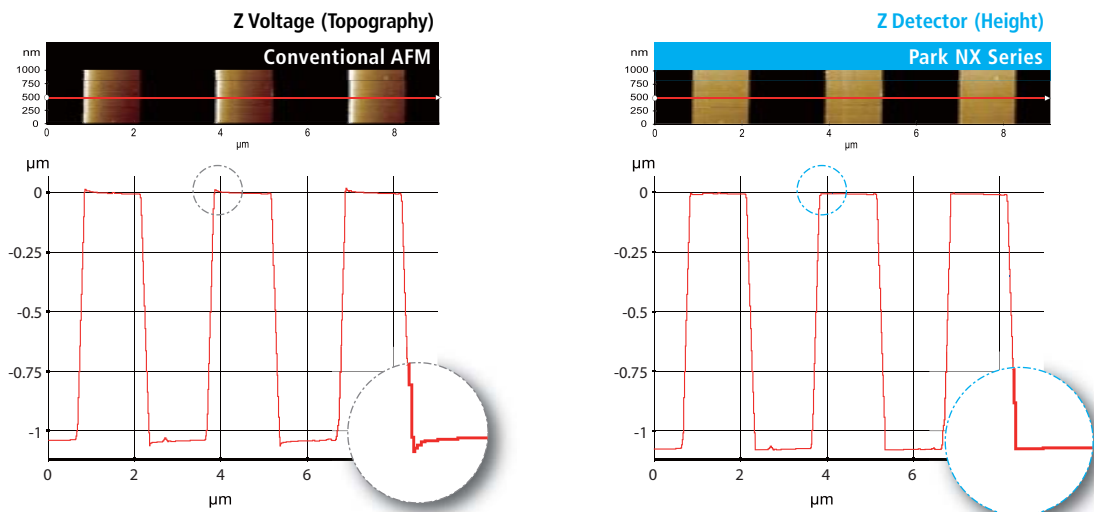 Z Voltage (Topography)
Conventional AFM
nm
1000
750
500
250
0
0 2 4 6 8
µm
µm
0
-0.25
-0.5
-0.75
-1
0 2 4 6 8
µm
Z Detector (Height)
Park NX Series
nm
1000
750
500
250
0
0 2 4 6 8
µm
µm
0
-0.25
-0.5
-0.75
-1
0 2 4 6 8
µm